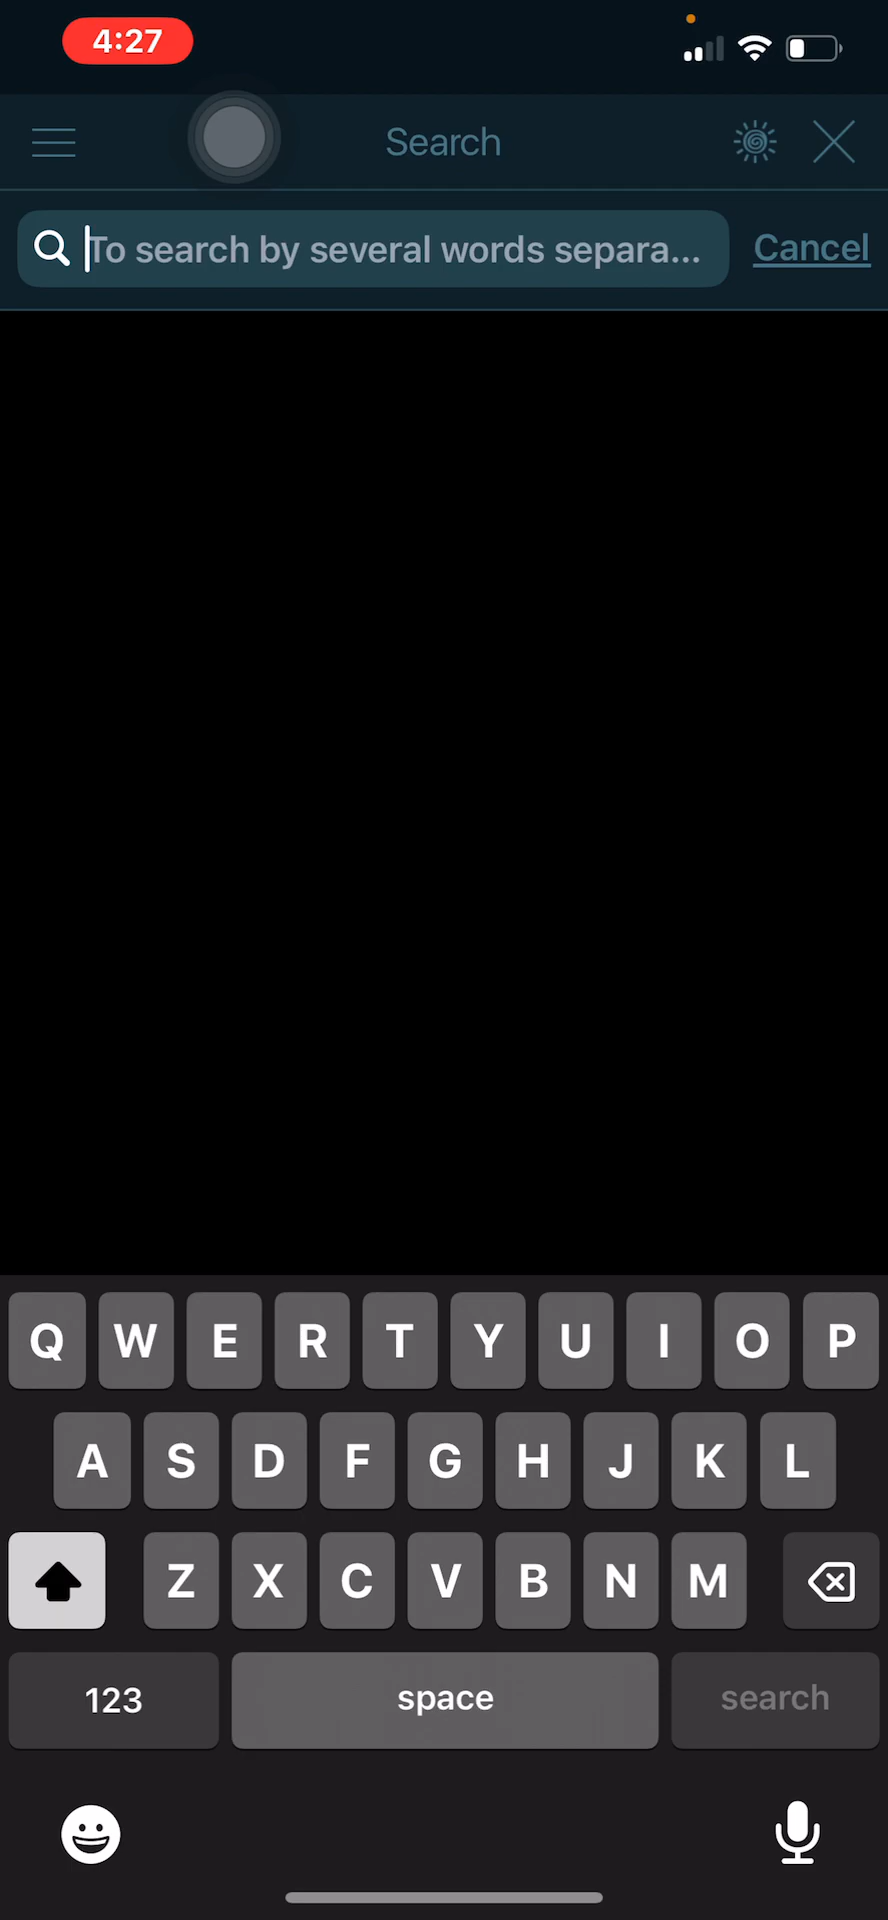 4:27
Search
To search by several words separa...
Cancel
Q W E R T Y U I O P
A S D F G H J K L
Z X C V B N M
123 space search